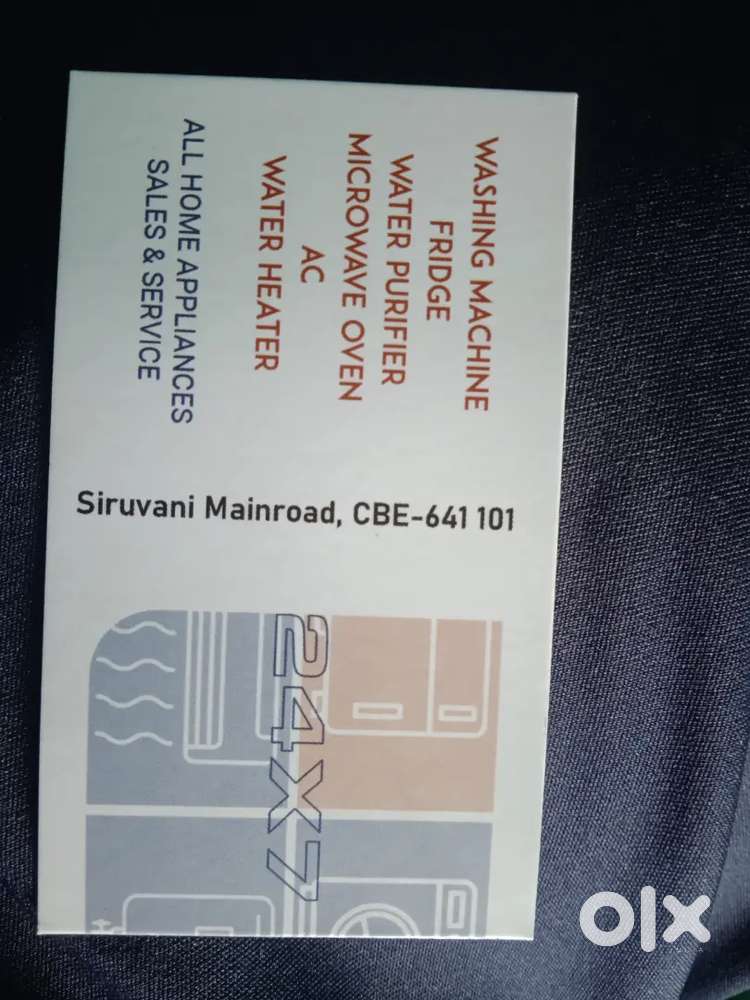 WASHING MACHINE
FRIDGE
WATER PURIFIER
MICROWAVE OVEN
AC
WATER HEATER
ALL HOME APPLIANCES
SALES & SERVICE
Siruvani Mainroad, CBE-641 101
24X7
olx